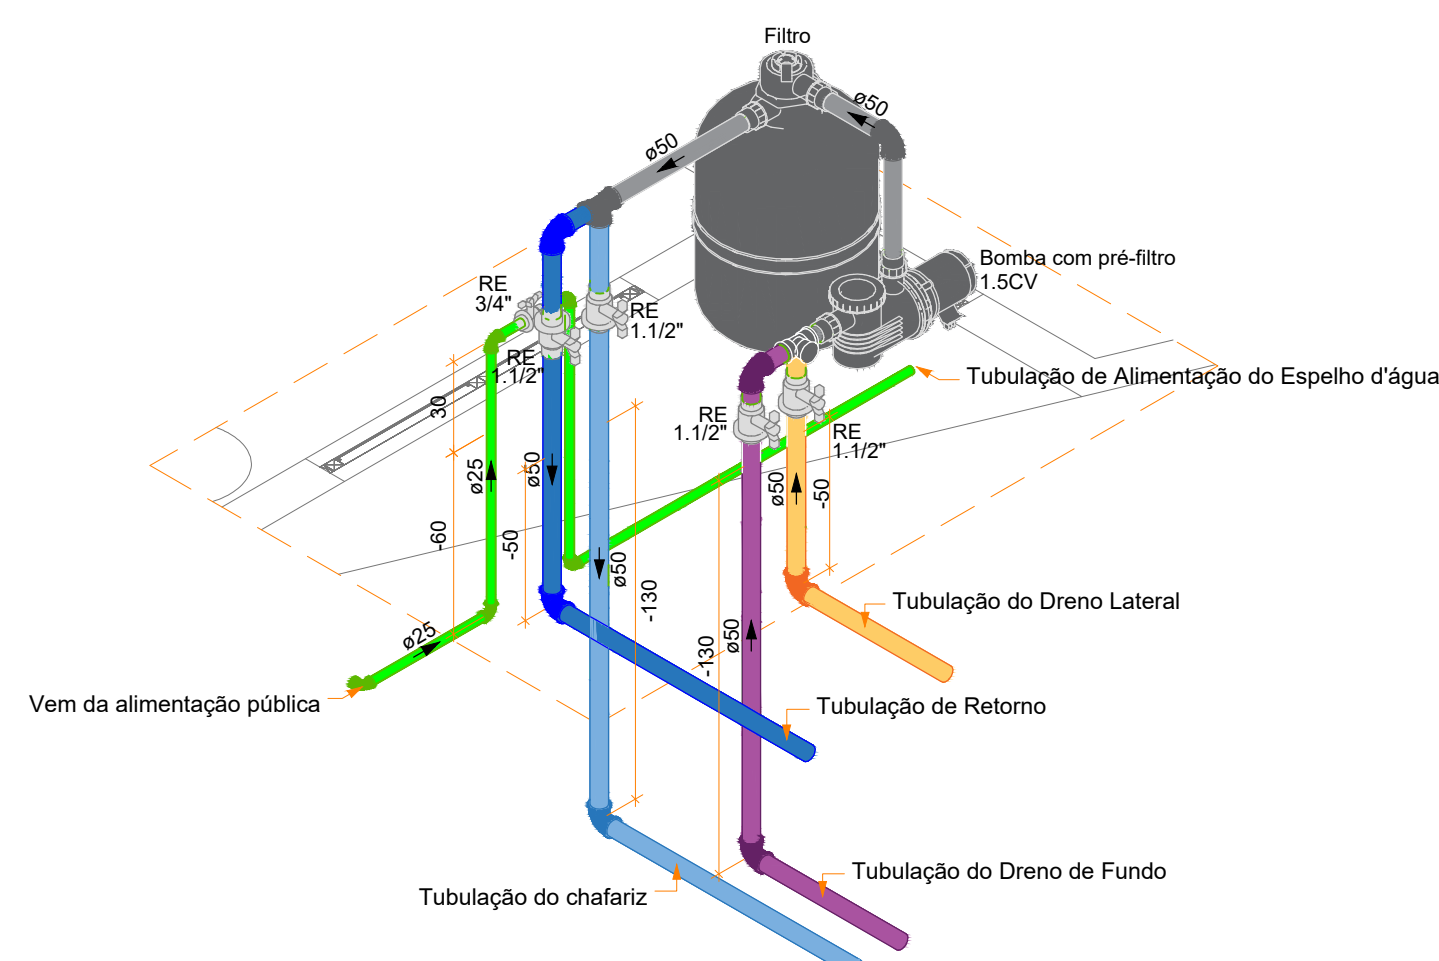 Filtro
ø50
ø50
Bomba com pré-filtro
1.5CV
RE
3/4"
RE
1.1/2"
RE
1.1/2"
Tubulação de Alimentação do Espelho d'água
30
RE
1.1/2"
RE
1.1/2"
ø25
ø50
ø50
-50
-60
-50
ø50
-130
Tubulação do Dreno Lateral
ø25
ø50
-130
Vem da alimentação pública
Tubulação de Retorno
Tubulação do Dreno de Fundo
Tubulação do chafariz